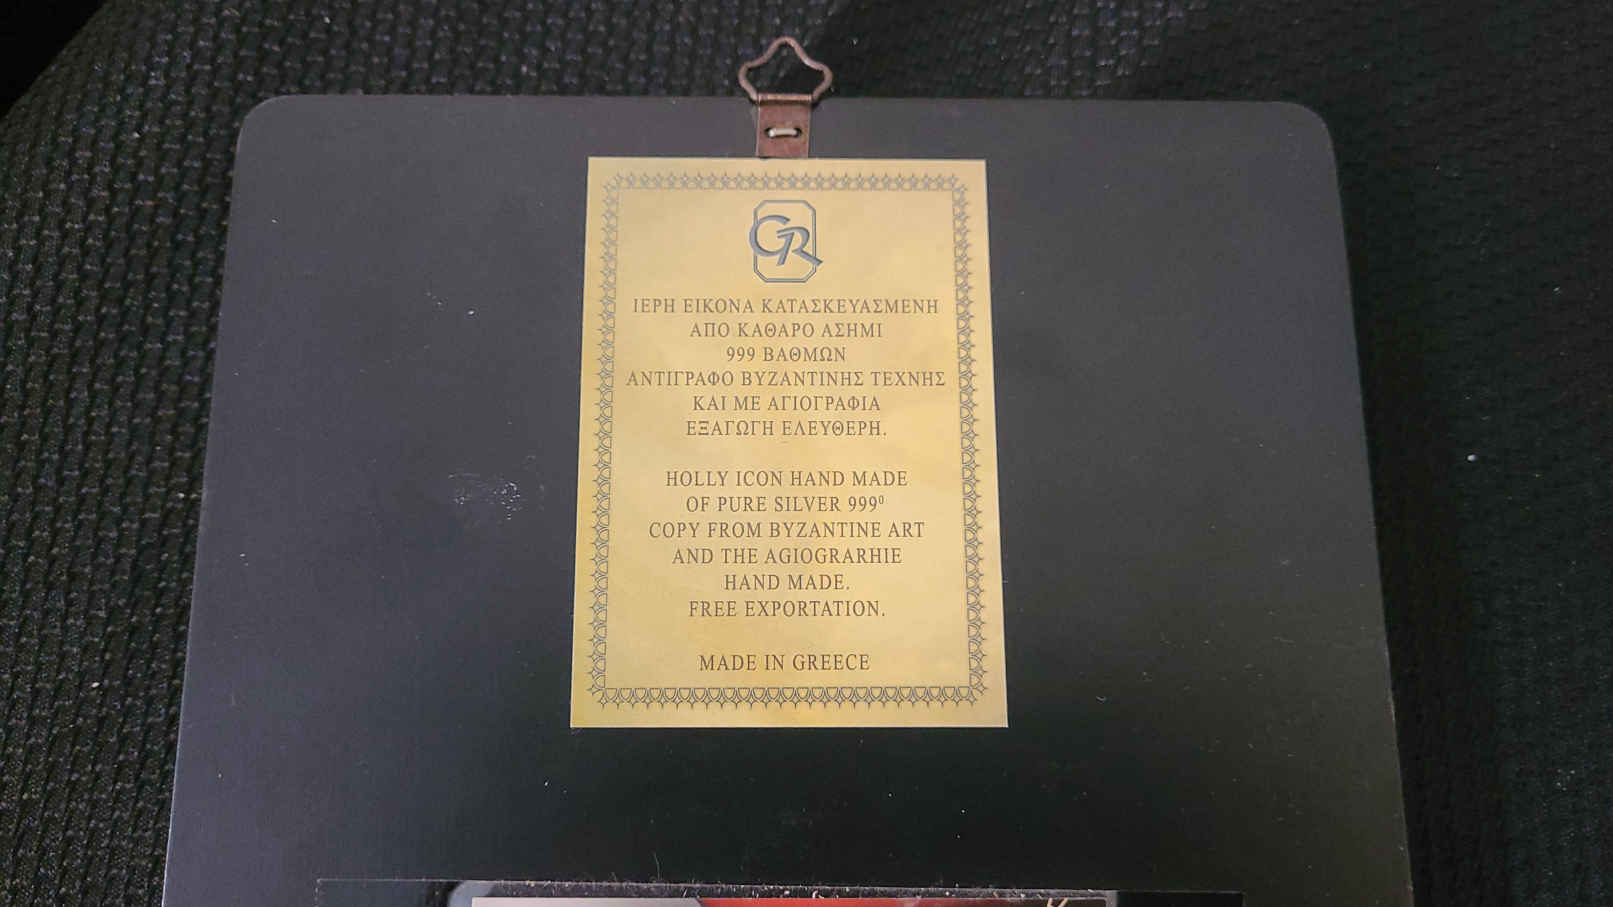 GR
ΙΕΡΗ ΕΙΚΟΝΑ ΚΑΤΑΣΚΕΥΑΣΜΕΝΗ
ΑΠΟ ΚΑΘΑΡΟ ΑΣΗΜΙ
999 ΒΑΘΜΩΝ
ΑΝΤΙΓΡΑΦΟ ΒΥΖΑΝΤΙΝΗΣ ΤΕΧΝΗΣ
ΚΑΙ ΜΕ ΑΓΙΟΓΡΑΦΙΑ
ΕΞΑΓΩΓΗ ΕΛΕΥΘΕΡΗ.
HOLLY ICON HAND MADE
OF PURE SILVER 999⁰
COPY FROM BYZANTINE ART
AND THE AGIOGRARHIE
HAND MADE.
FREE EXPORTATION.
MADE IN GREECE